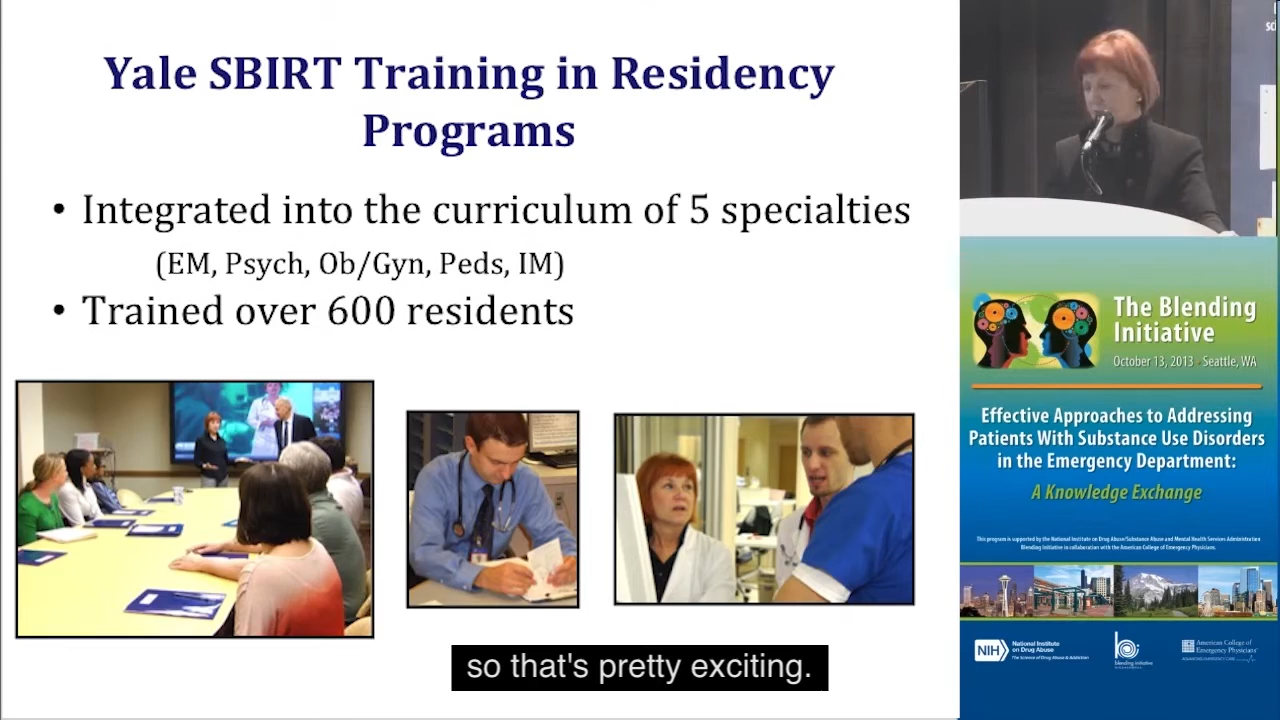 Yale SBIRT Training in Residency
Programs
• Integrated into the curriculum of 5 specialties
(EM, Psych, Ob/Gyn, Peds, IM)
• Trained over 600 residents
so that's pretty exciting.
The Blending
Initiative
October 13, 2013 · Seattle, WA
Effective Approaches to Addressing
Patients With Substance Use Disorders
in the Emergency Department:
A Knowledge Exchange
This program is supported by the National Institute on Drug Abuse/Substance Abuse and Mental Health Services Administration
Blending Initiative in collaboration with the American College of Emergency Physicians.
NIH
National Institute
on Drug Abuse
The Science of Drug Abuse & Addiction
blending initiative
American College of
Emergency Physicians
ADVANCING EMERGENCY CARE